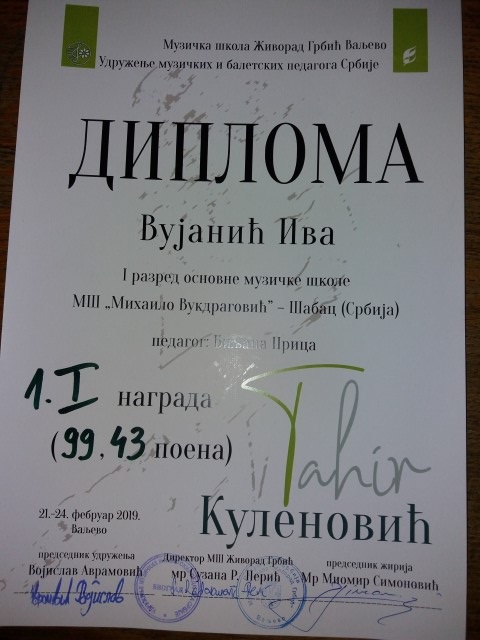 Музичка школа Живорад Грбић Ваљево
Удружење музичких и балетских педагога Србије
ДИПЛОМА
Вујанић Ива
I разред основне музичке школе
МШ „Михаило Вукдраговић” – Шабац (Србија)
педагог: Биљана Прица
1. I награда
(99,43 поена)
Tahir
Куленовић
21.-24. фебруар 2019.
Ваљево
председник удружења
Војислав Аврамовић
Директор МШ Живорад Грбић
мр Сузана Р. Перић
председник жирија
Мр Миомир Симоновић